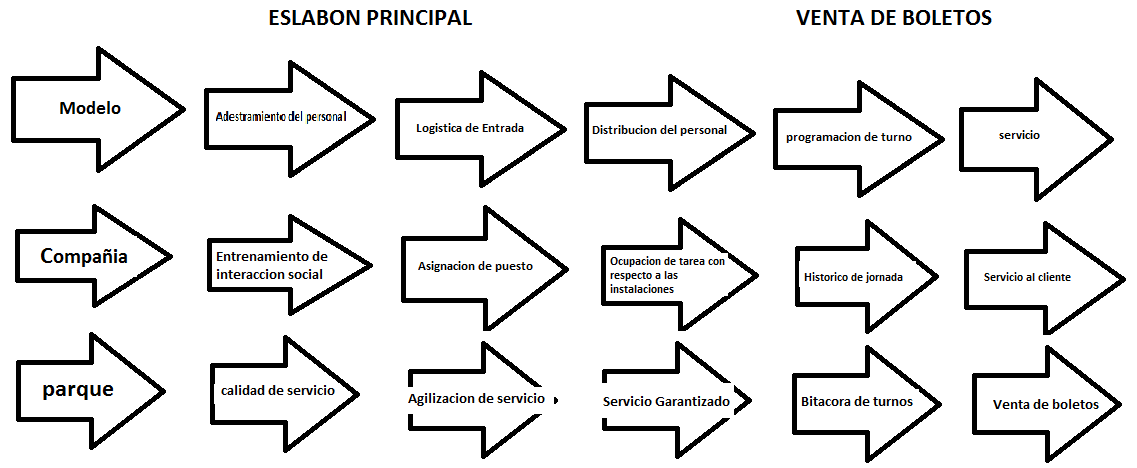 ESLABON PRINCIPAL
VENTA DE BOLETOS
Modelo
Adestramiento del personal
Logistica de Entrada
Distribucion del personal
programacion de turno
servicio
Compañia
Entrenamiento de
interaccion social
Asignacion de puesto
Ocupacion de tarea con
respecto a las
instalaciones
Historico de jornada
Servicio al cliente
parque
calidad de servicio
Agilizacion de servicio
Servicio Garantizado
Bitacora de turnos
Venta de boletos